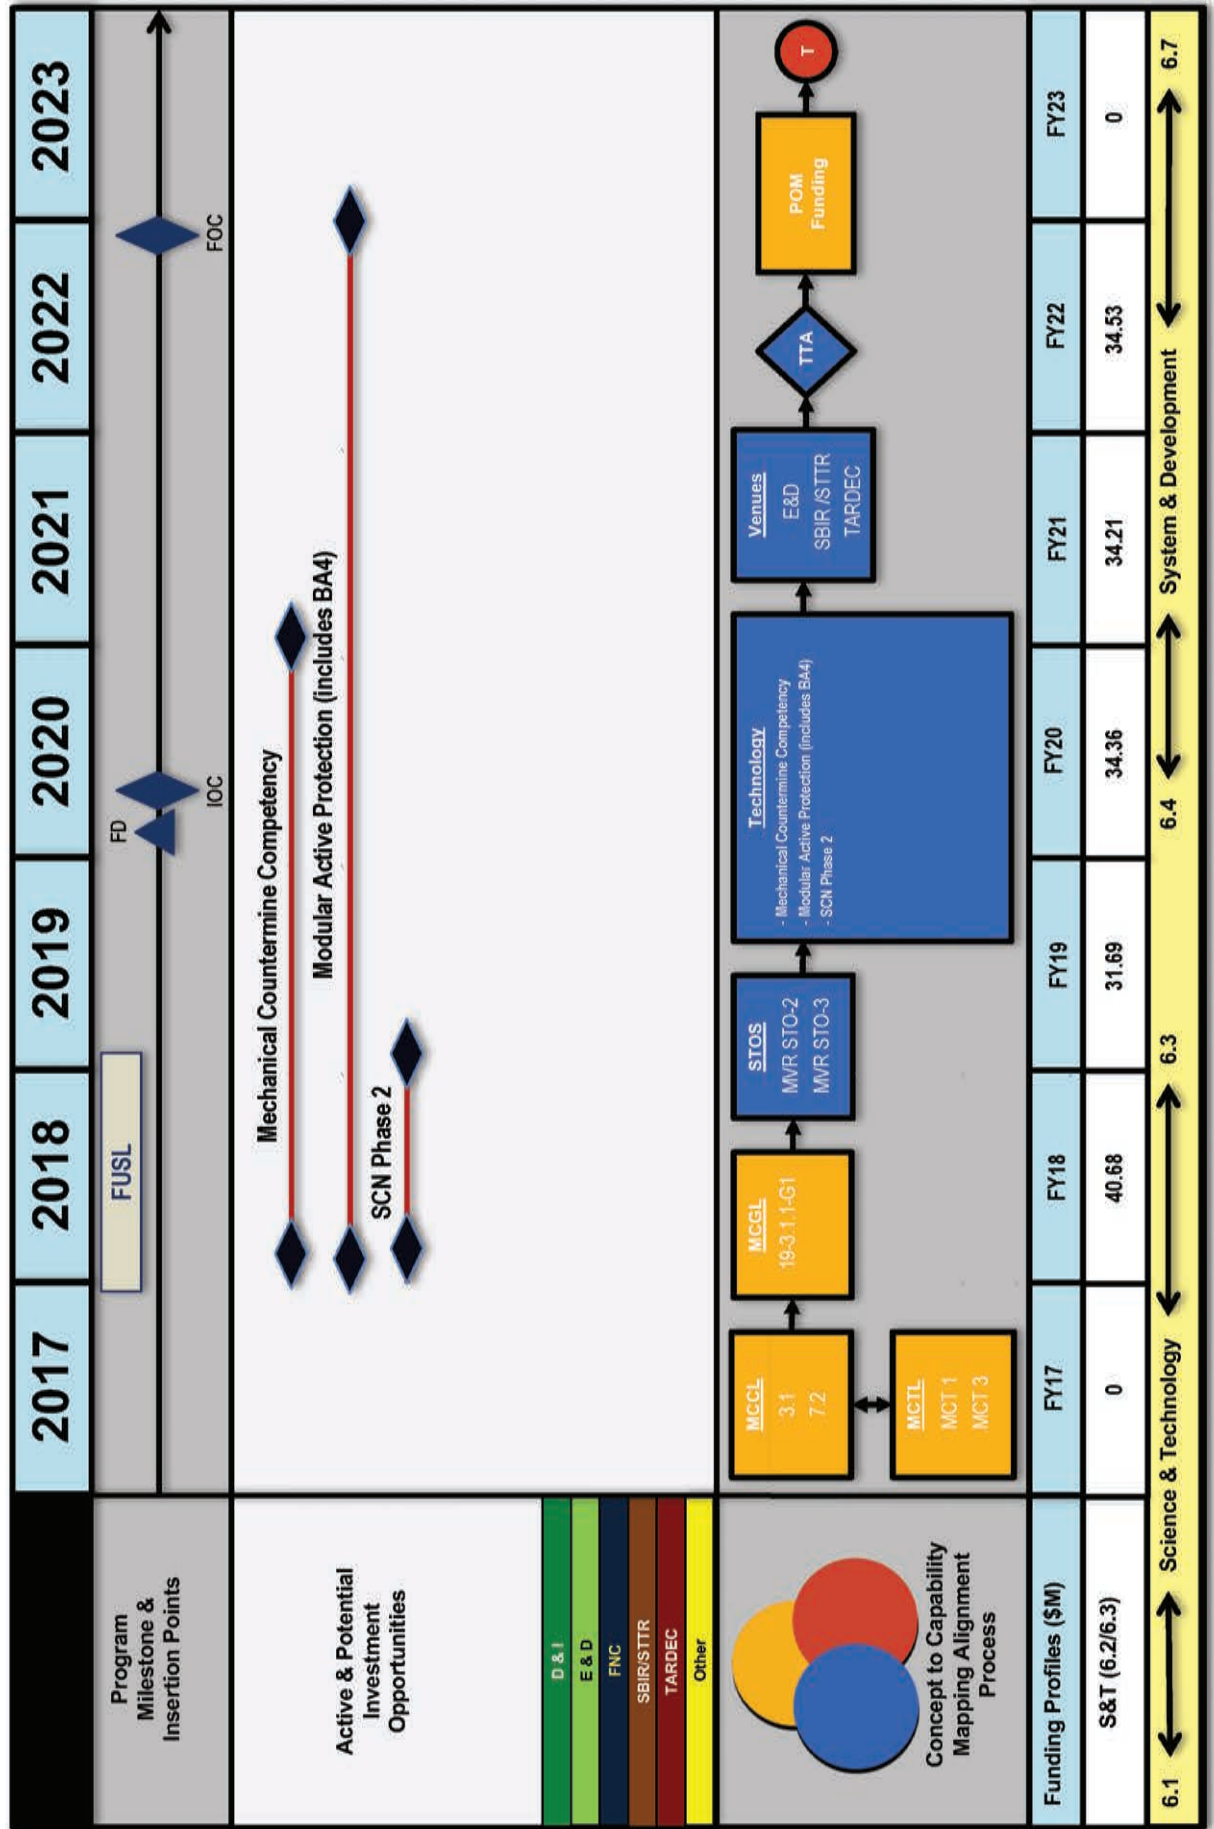 2017
2018
2019
2020
2021
2022
2023
Program
Milestone &
Insertion Points
FUSL
FD
IOC
FOC
Active & Potential
Investment
Opportunities
D & I
E & D
FNC
SBIR/STTR
TARDEC
Other
Mechanical Countermine Competency
Modular Active Protection (includes BA4)
SCN Phase 2
Concept to Capability
Mapping Alignment
Process
MCCL
3.1
7.2
MCTL
MCT 1
MCT 3
MCGL
19-3.1.1-G1
STOS
MVR STO-2
MVR STO-3
Technology
- Mechanical Countermine Competency
- Modular Active Protection (includes BA4)
- SCN Phase 2
Venues
E&D
SBIR /STTR
TARDEC
TTA
POM
Funding
T
Funding Profiles ($M)
FY17
FY18
FY19
FY20
FY21
FY22
FY23
S&T (6.2/6.3)
0
40.68
31.69
34.36
34.21
34.53
0
6.1
Science & Technology
6.3
6.4
System & Development
6.7